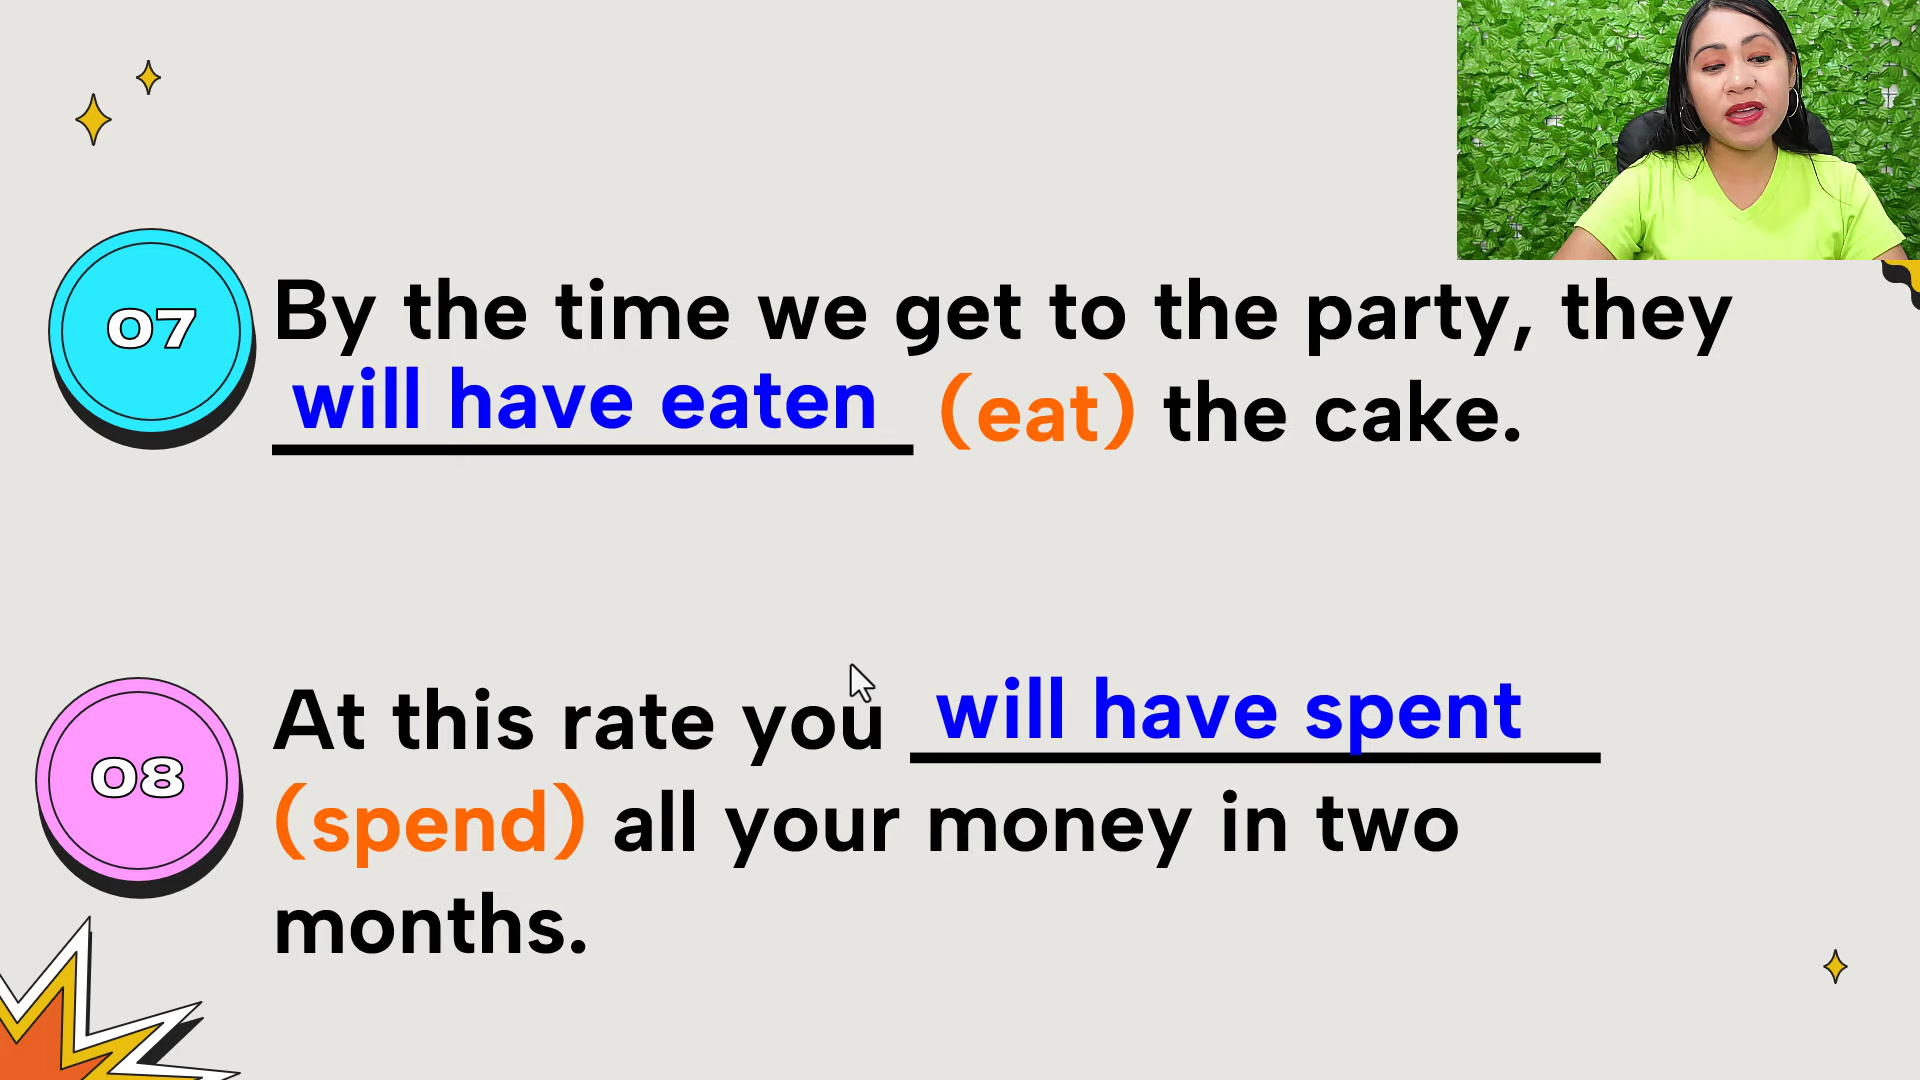 07
By the time we get to the party, they
will have eaten (eat) the cake.
08
At this rate you will have spent
(spend) all your money in two
months.